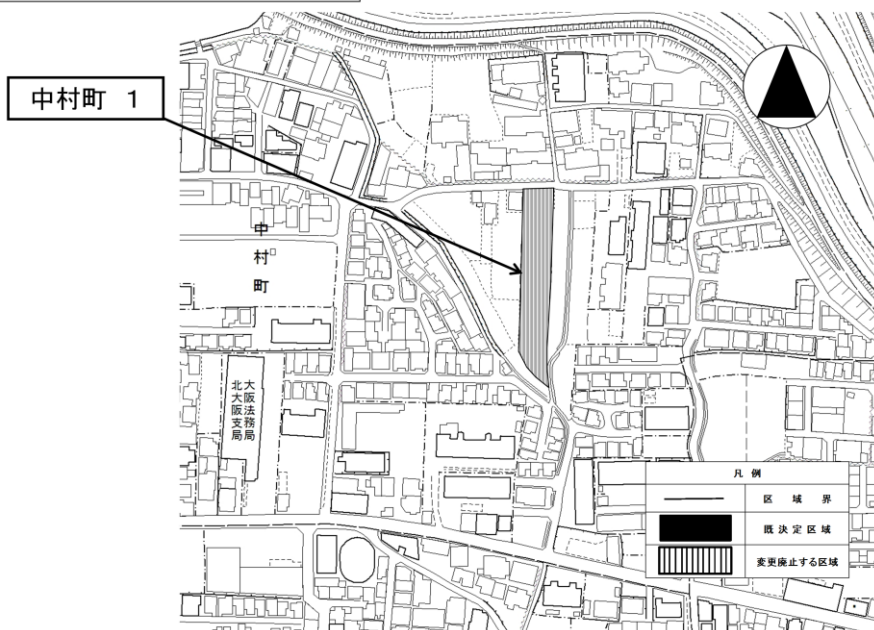 中村町 1
中村町
大阪法務局
北大阪支局
凡例
区域界
既決定区域
変更廃止する区域